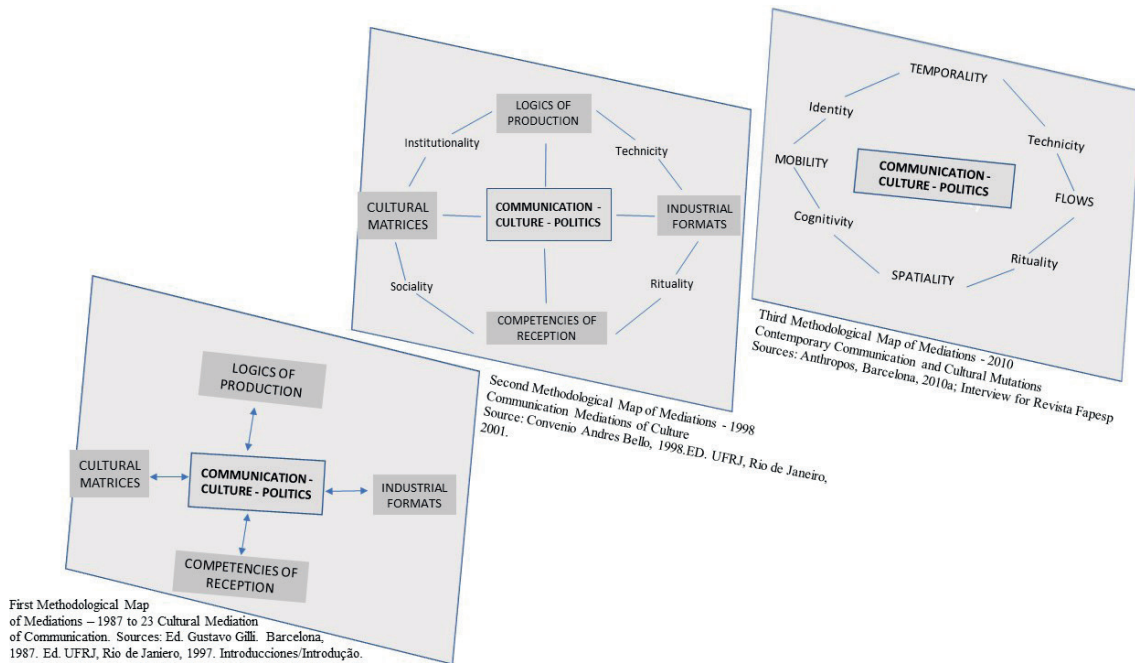 LOGICS OF
PRODUCTION
CULTURAL
MATRICES
COMMUNICATION -
CULTURE - POLITICS
INDUSTRIAL
FORMATS
COMPETENCIES OF
RECEPTION
First Methodological Map
of Mediations – 1987 to 23 Cultural Mediation
of Communication. Sources: Ed. Gustavo Gilli. Barcelona,
1987. Ed. UFRJ, Rio de Janiero, 1997. Introducciones/Introdução.
LOGICS OF
PRODUCTION
Institutionality
Technicity
CULTURAL
MATRICES
COMMUNICATION -
CULTURE - POLITICS
INDUSTRIAL
FORMATS
Sociality
Rituality
COMPETENCIES OF
RECEPTION
Second Methodological Map of Mediations - 1998
Communication Mediations of Culture
Source: Convenio Andres Bello, 1998.ED. UFRJ, Rio de Janeiro,
2001.
TEMPORALITY
Identity
Technicity
MOBILITY
COMMUNICATION -
CULTURE - POLITICS
FLOWS
Cognitivity
Rituality
SPATIALITY
Third Methodological Map of Mediations - 2010
Contemporary Communication and Cultural Mutations
Sources: Anthropos, Barcelona, 2010a; Interview for Revista Fapesp